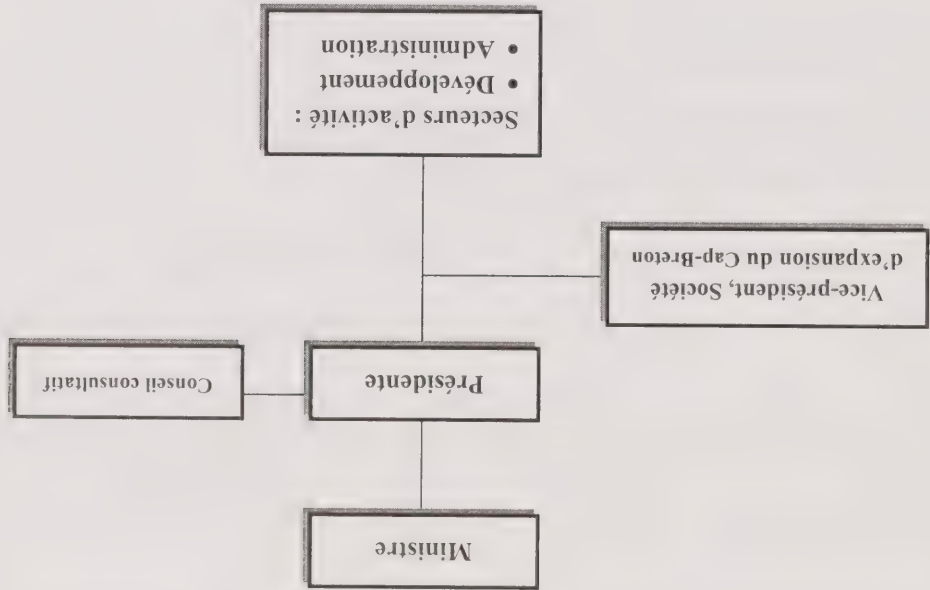 Ministre
Présidente
Conseil consultatif
Vice-président, Société
d'expansion du Cap-Breton
Secteurs d'activité :
• Développement
• Administration